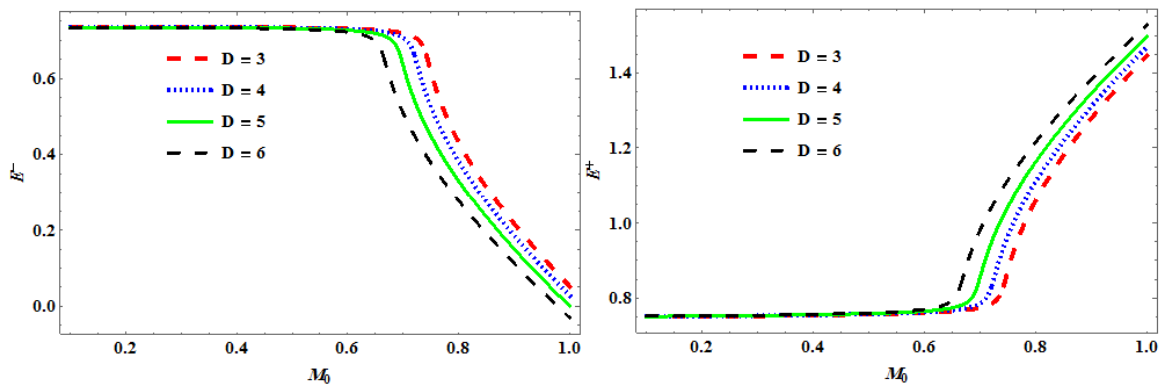 E⁻
0.6
0.4
0.2
0.0
D = 3
D = 4
D = 5
D = 6
0.2 0.4 0.6 0.8 1.0
M₀
E⁺
1.4
1.2
1.0
0.8
D = 3
D = 4
D = 5
D = 6
0.2 0.4 0.6 0.8 1.0
M₀